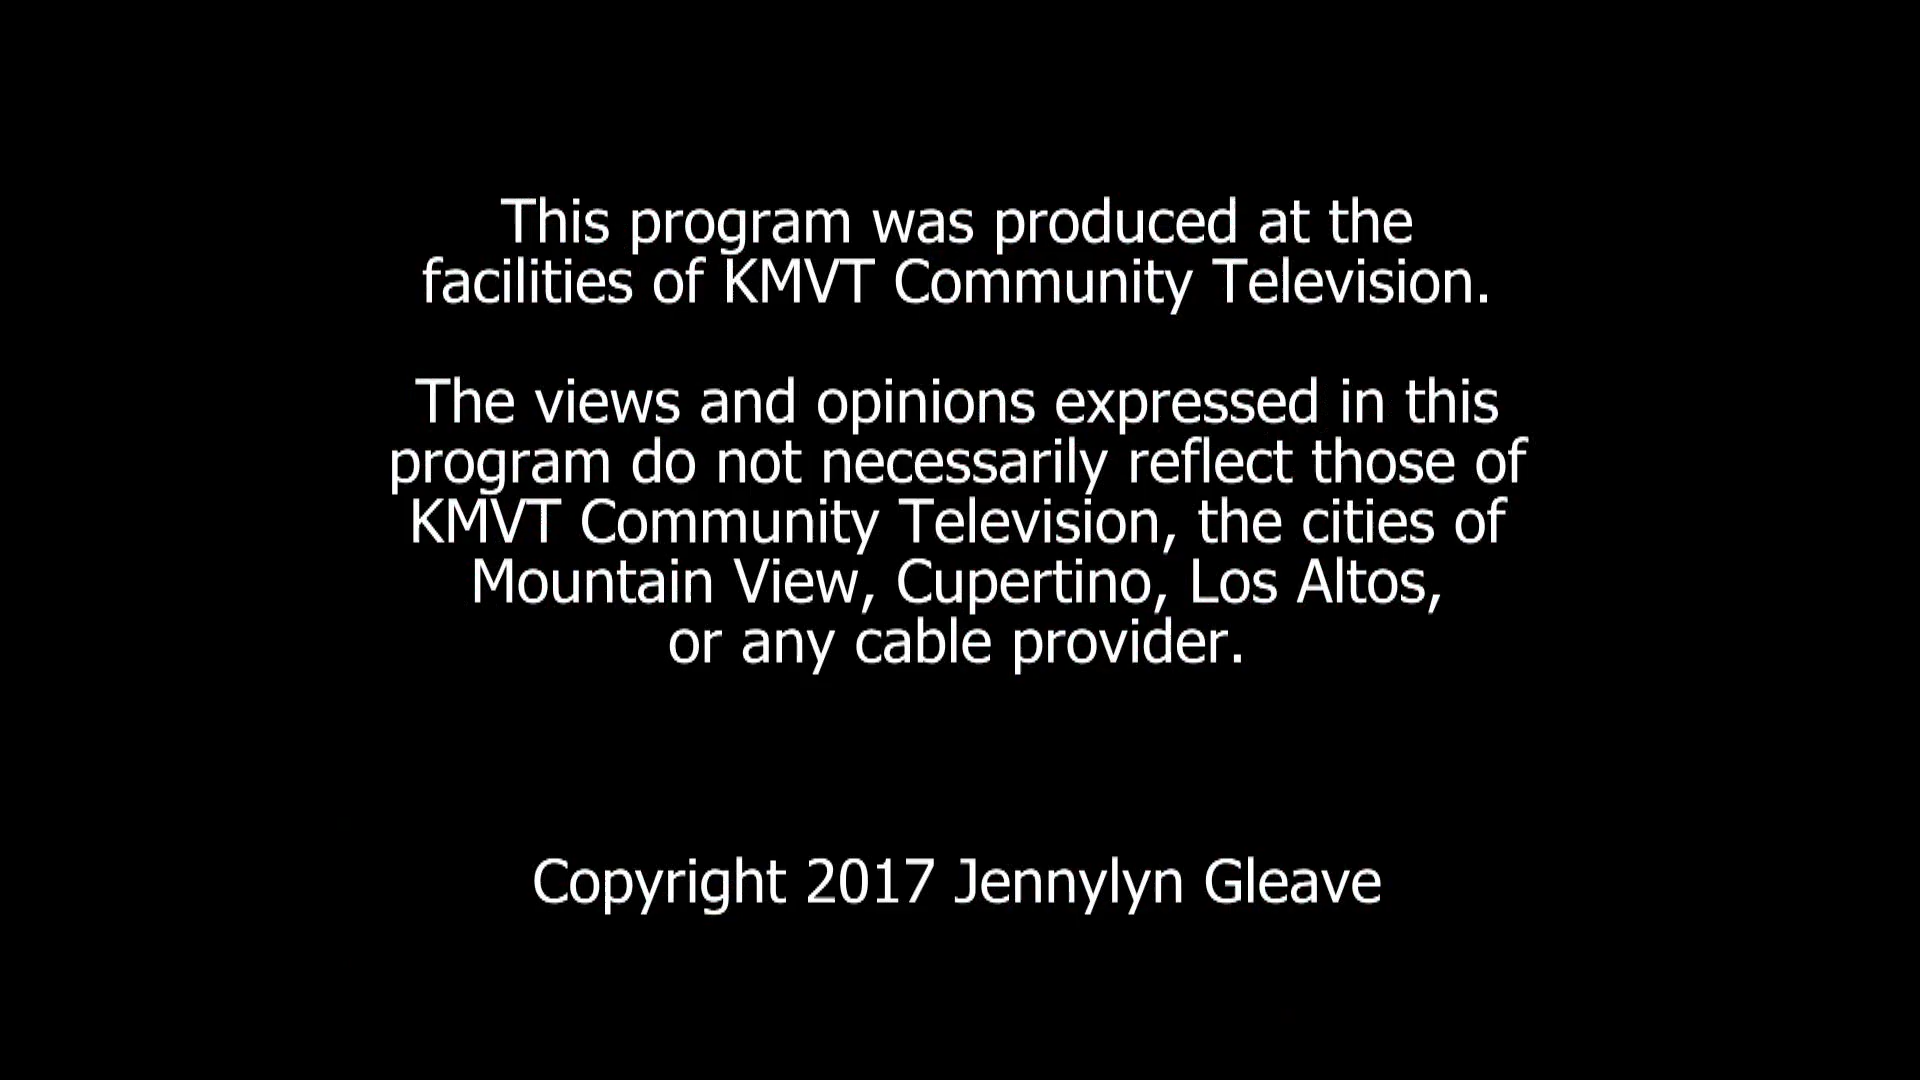 This program was produced at the
facilities of KMVT Community Television.
The views and opinions expressed in this
program do not necessarily reflect those of
KMVT Community Television, the cities of
Mountain View, Cupertino, Los Altos,
or any cable provider.
Copyright 2017 Jennylyn Gleave